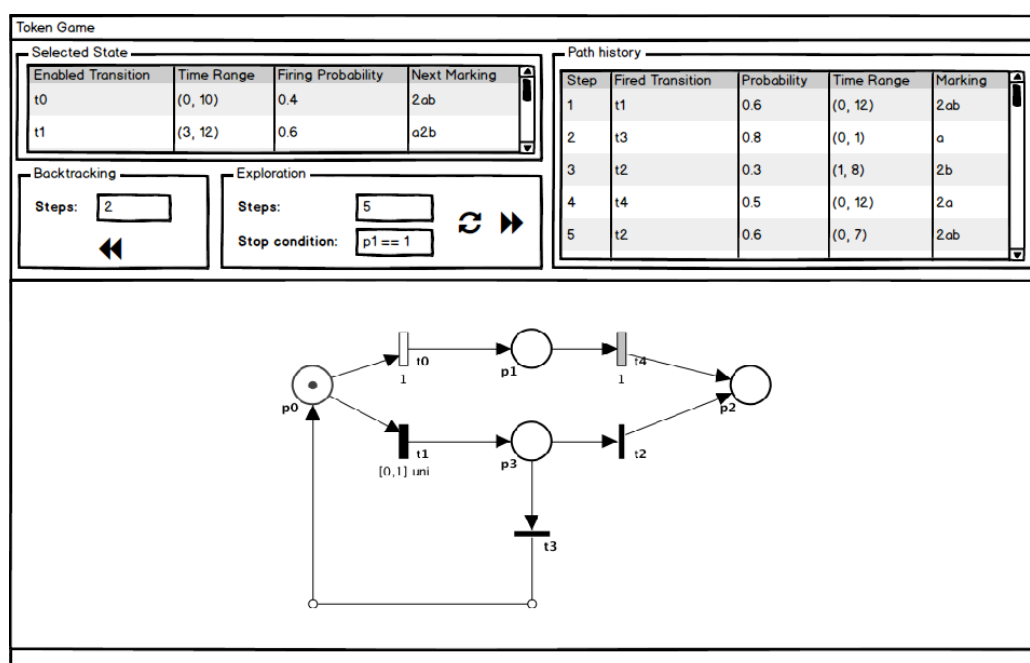 Token Game
Selected State
Enabled Transition Time Range Firing Probability Next Marking
t0 (0, 10) 0.4 2ab
t1 (3, 12) 0.6 a2b
Backtracking
Steps: 2
Exploration
Steps: 5
Stop condition: p1 == 1
Path history
Step Fired Transition Probability Time Range Marking
1 t1 0.6 (0, 12) 2ab
2 t3 0.8 (0, 1) a
3 t2 0.3 (1, 8) 2b
4 t4 0.5 (0, 12) 2a
5 t2 0.6 (0, 7) 2ab
t0
1
p1
t4
1
p0
p2
t1
[0,1] uni
p3
t2
t3